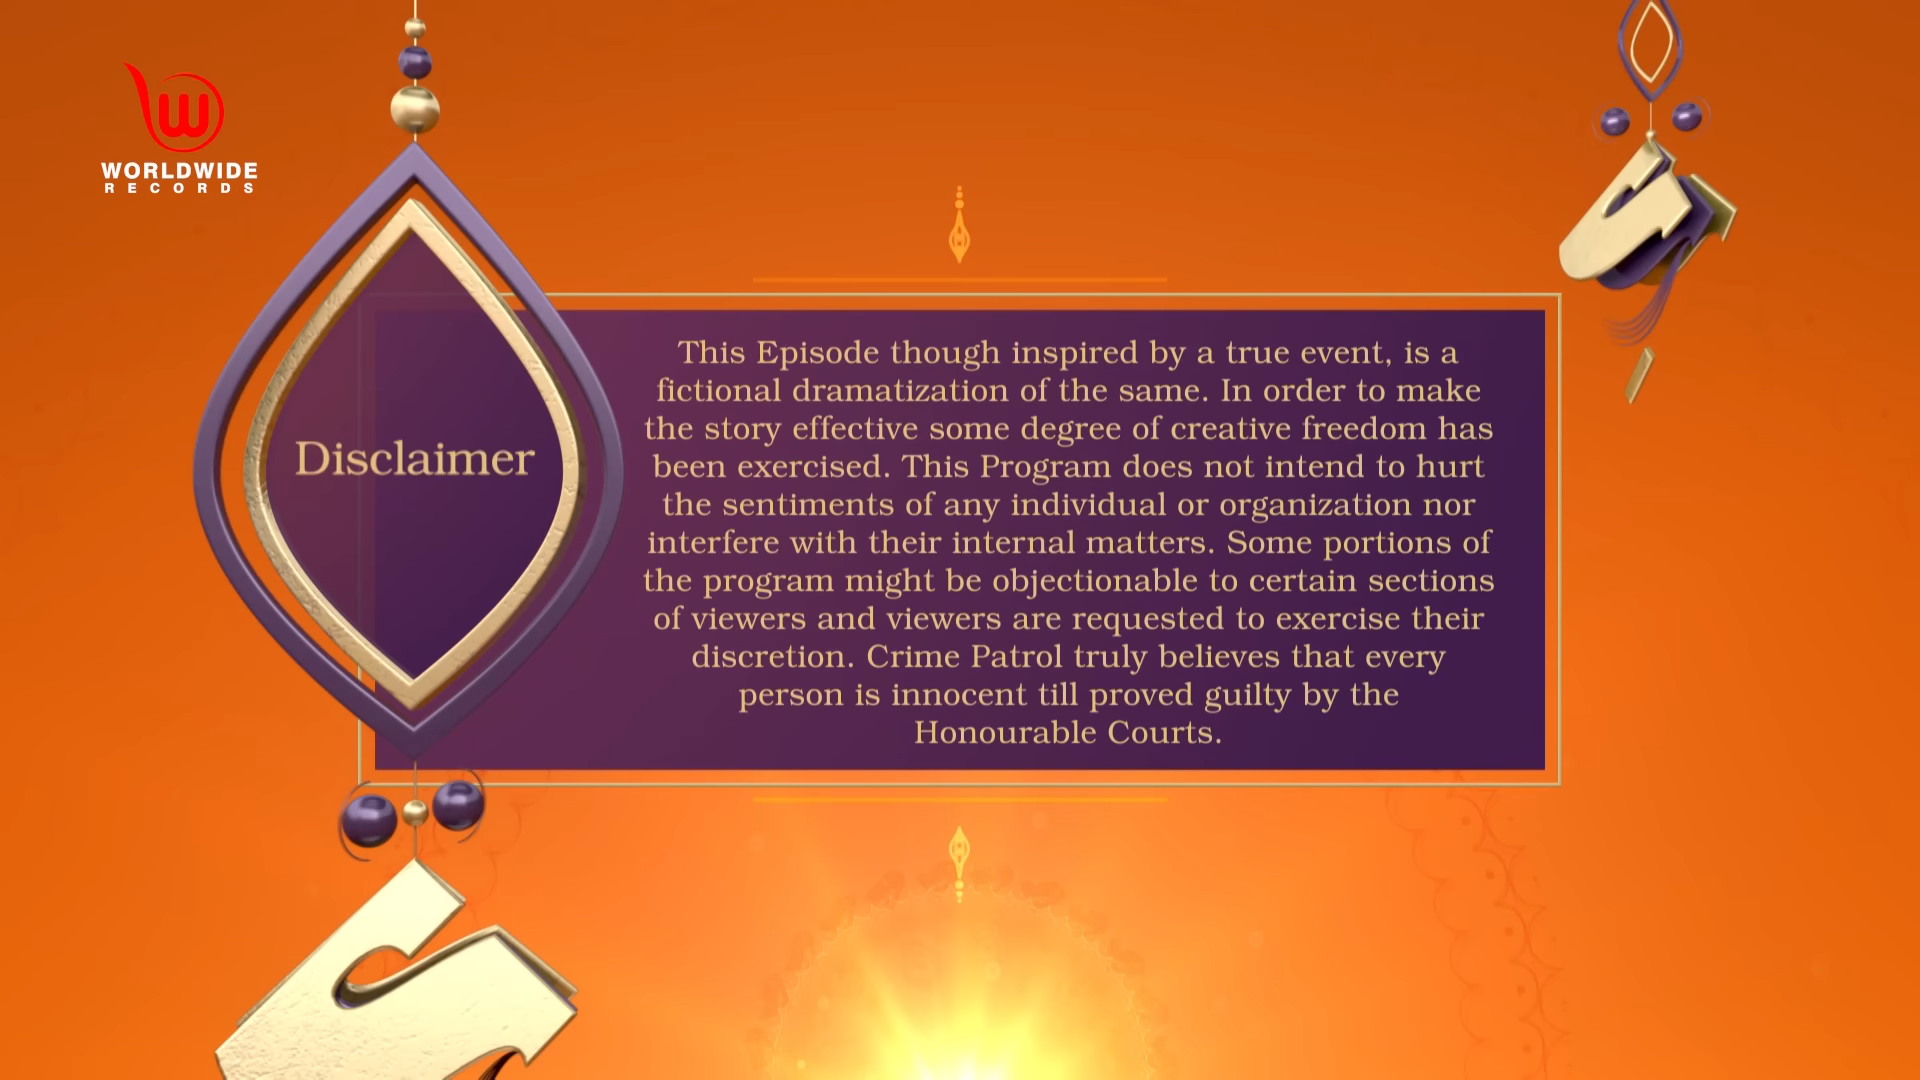 WORLDWIDE
RECORDS
Disclaimer
This Episode though inspired by a true event, is a
fictional dramatization of the same. In order to make
the story effective some degree of creative freedom has
been exercised. This Program does not intend to hurt
the sentiments of any individual or organization nor
interfere with their internal matters. Some portions of
the program might be objectionable to certain sections
of viewers and viewers are requested to exercise their
discretion. Crime Patrol truly believes that every
person is innocent till proved guilty by the
Honourable Courts.